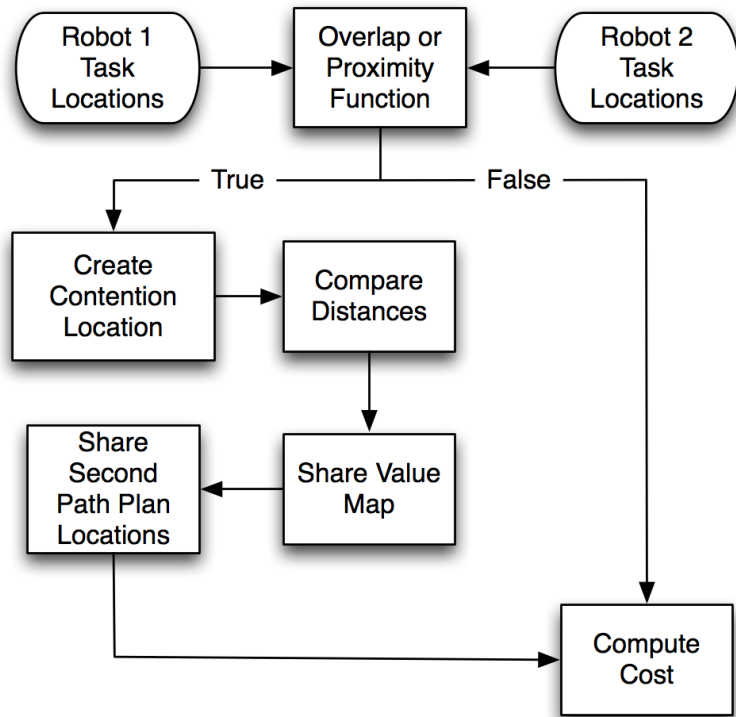 Robot 1
Task
Locations
Overlap or
Proximity
Function
Robot 2
Task
Locations
True
False
Create
Contention
Location
Compare
Distances
Share
Second
Path Plan
Locations
Share Value
Map
Compute
Cost